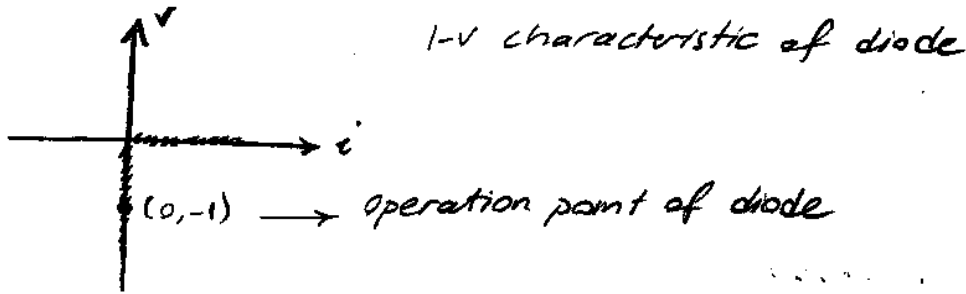 v
i-v characteristic of diode
i
(0,-1) → operation point of diode